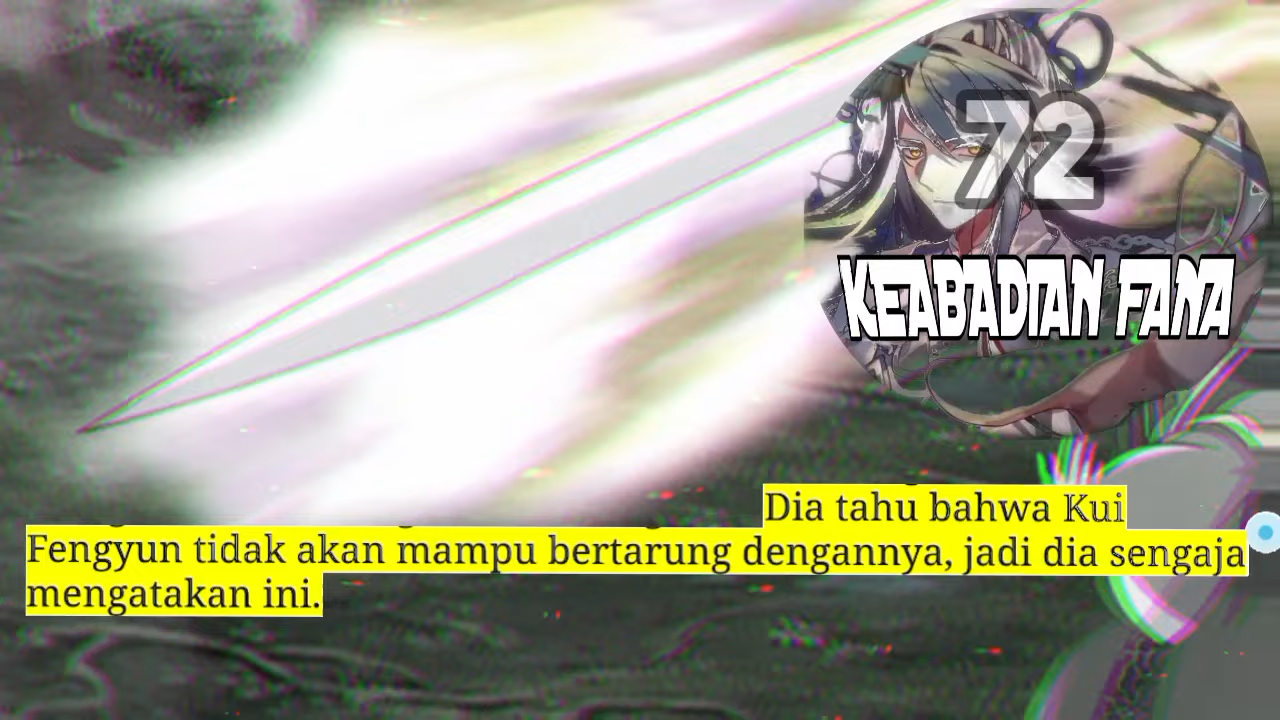 72
KEABADIAN FANA
Dia tahu bahwa Kui
Fengyun tidak akan mampu bertarung dengannya, jadi dia sengaja
mengatakan ini.